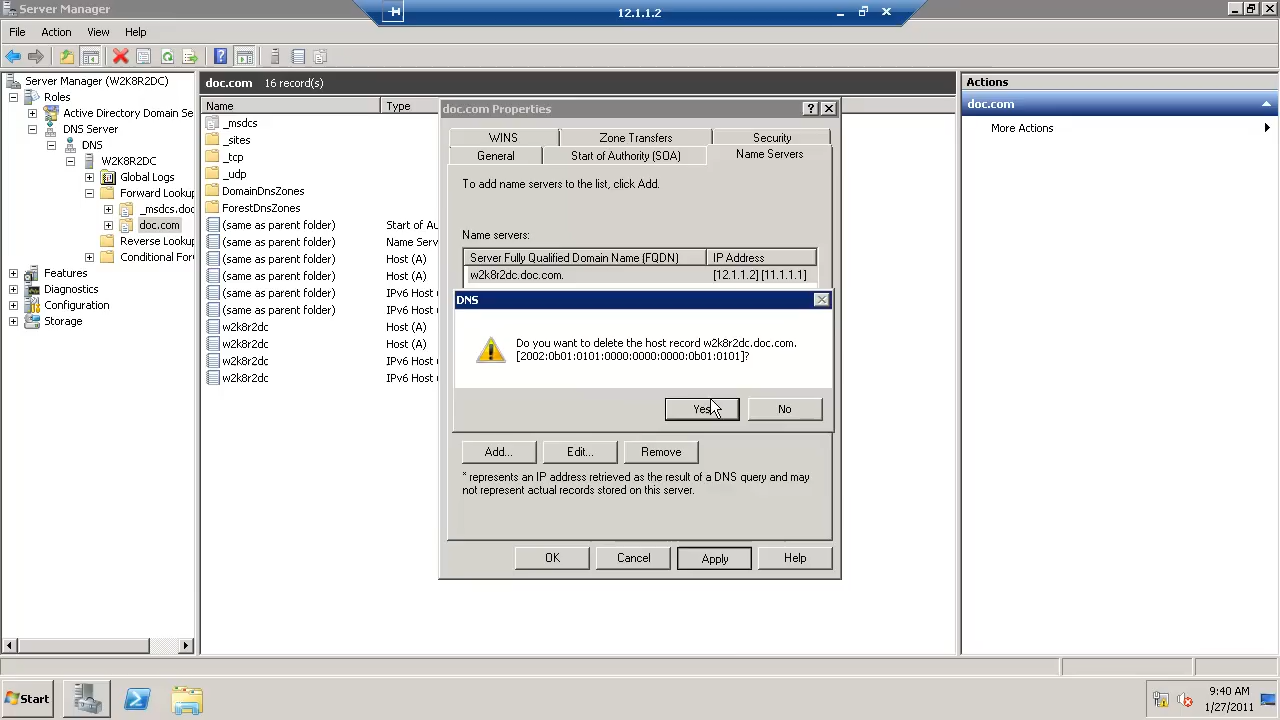 Server Manager
12.1.1.2
File Action View Help
Server Manager (W2K8R2DC)
Roles
Active Directory Domain Se
DNS Server
DNS
W2K8R2DC
Global Logs
Forward Lookup
_msdcs.doc
doc.com
Reverse Lookup
Conditional For
Features
Diagnostics
Configuration
Storage
doc.com 16 record(s)
Name Type
_msdcs
_sites
_tcp
_udp
DomainDnsZones
ForestDnsZones
(same as parent folder) Start of Au
(same as parent folder) Name Serv
(same as parent folder) Host (A)
(same as parent folder) Host (A)
(same as parent folder) IPv6 Host
(same as parent folder) IPv6 Host
w2k8r2dc Host (A)
w2k8r2dc Host (A)
w2k8r2dc IPv6 Host
w2k8r2dc IPv6 Host
doc.com Properties
WINS Zone Transfers Security
General Start of Authority (SOA) Name Servers
To add name servers to the list, click Add.
Name servers:
Server Fully Qualified Domain Name (FQDN) IP Address
w2k8r2dc.doc.com. [12.1.1.2] [11.1.1.1]
DNS
Do you want to delete the host record w2k8r2dc.doc.com.
[2002:0b01:0101:0000:0000:0000:0b01:0101]?
Yes No
Add... Edit... Remove
* represents an IP address retrieved as the result of a DNS query and may
not represent actual records stored on this server.
OK Cancel Apply Help
Actions
doc.com
More Actions
Start
9:40 AM
1/27/2011